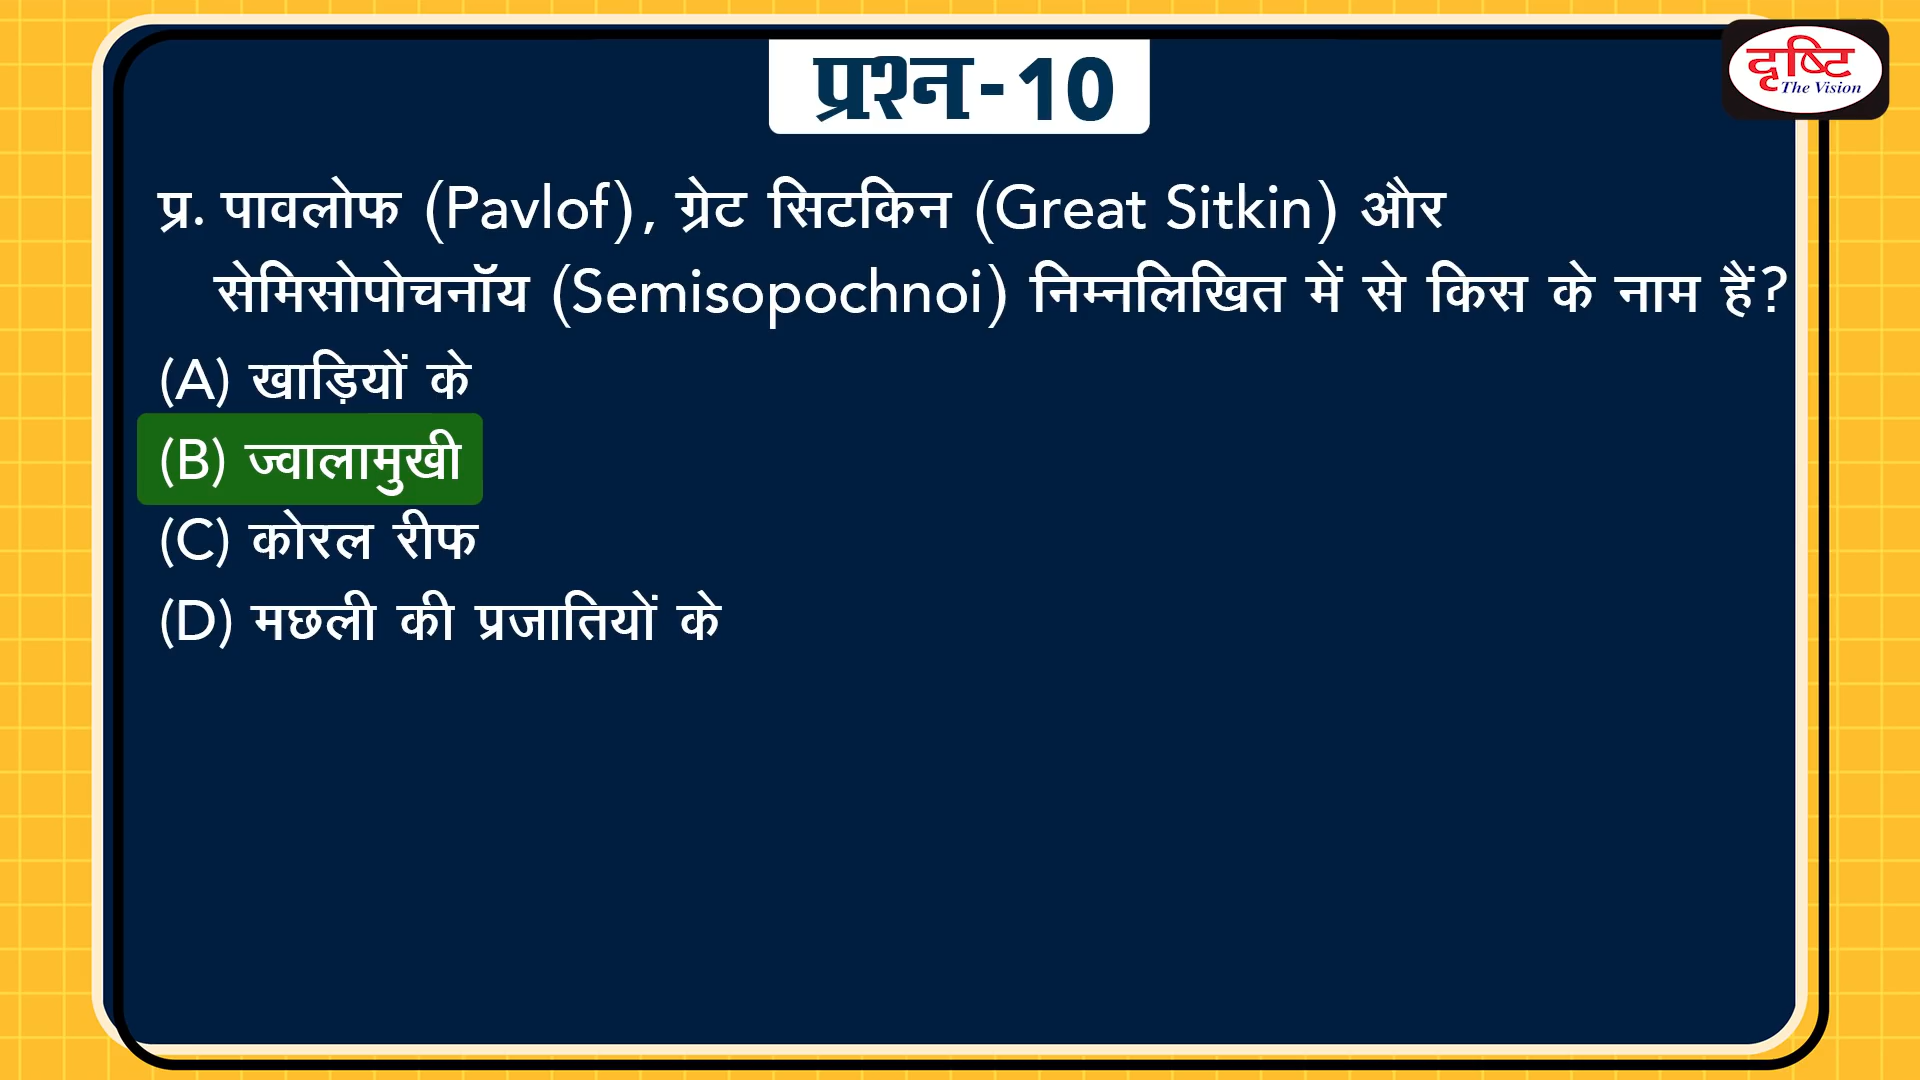 प्रश्न-10
दृष्टि
The Vision
प्र. पावलोफ (Pavlof), ग्रेट सिटकिन (Great Sitkin) और
सेमिसोपोचनॉय (Semisopochnoi) निम्नलिखित में से किस के नाम हैं?
(A) खाड़ियों के
(B) ज्वालामुखी
(C) कोरल रीफ
(D) मछली की प्रजातियों के